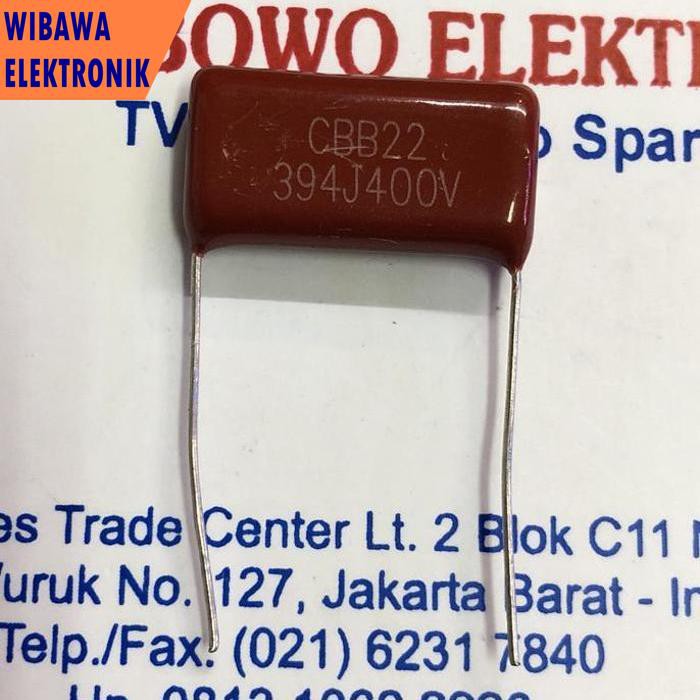 WIBAWA
ELEKTRONIK
BOWO ELEKT
TV Spar
CBB22
394J400V
es Trade Center Lt. 2 Blok C11
uruk No. 127, Jakarta Barat - In
Telp./Fax. (021) 6231 7840